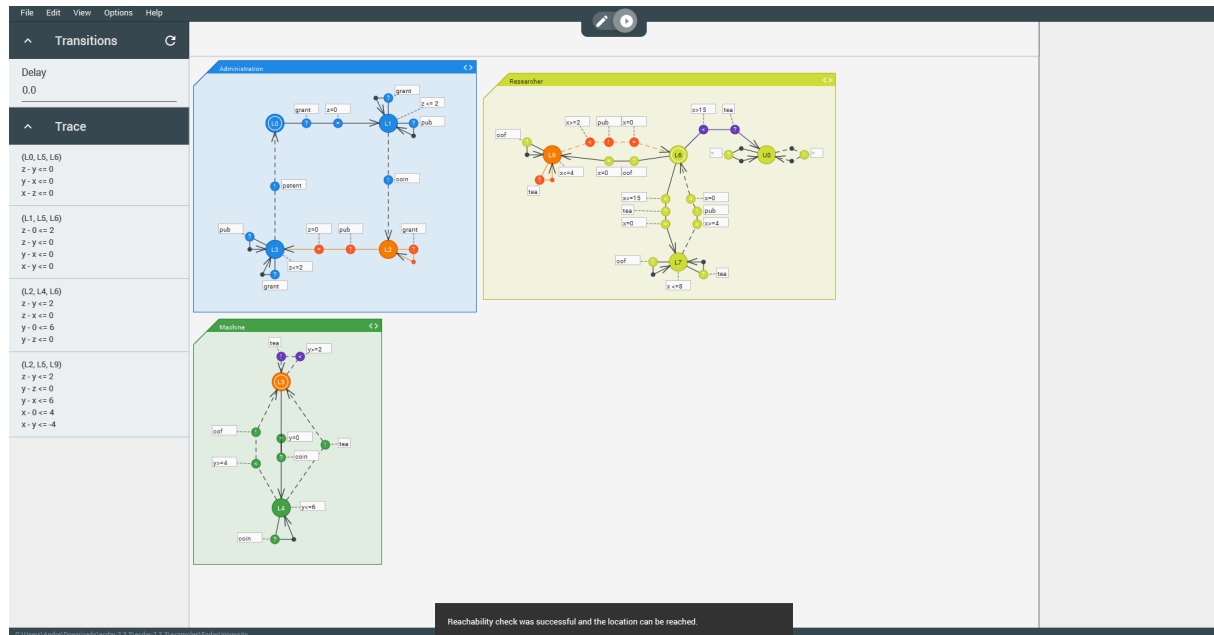 File Edit View Options Help
Transitions
Delay
0.0
Trace
(L0, L5, L6)
z - y <= 0
y - x <= 0
x - z <= 0
(L1, L5, L6)
z - 0 <= 2
z - y <= 0
y - x <= 0
x - y <= 0
(L2, L4, L6)
z - y <= 2
z - x <= 0
y - 0 <= 6
y - z <= 0
(L2, L5, L9)
z - y <= 2
y - z <= 0
y - x <= 6
x - 0 <= 4
x - y <= -4
Administration
grant
z <= 2
grant z=0
L0 ? = L1 ? pub
! patent ! coin
pub z=0 pub grant
L3 = ? L2 ?
z<=2
grant
Researcher
x>15 tea
x>=2 pub x=0
cof
L9 L6 U0
x<=4 x=0 cof
tea
x<=15 x=0
tea pub
x=0 x>=4
cof L7 tea
x <=8
Machine
tea
y>=2
L5
cof y=0 tea
y>=4 coin
L4 y<=6
coin
Reachability check was successful and the location can be reached.